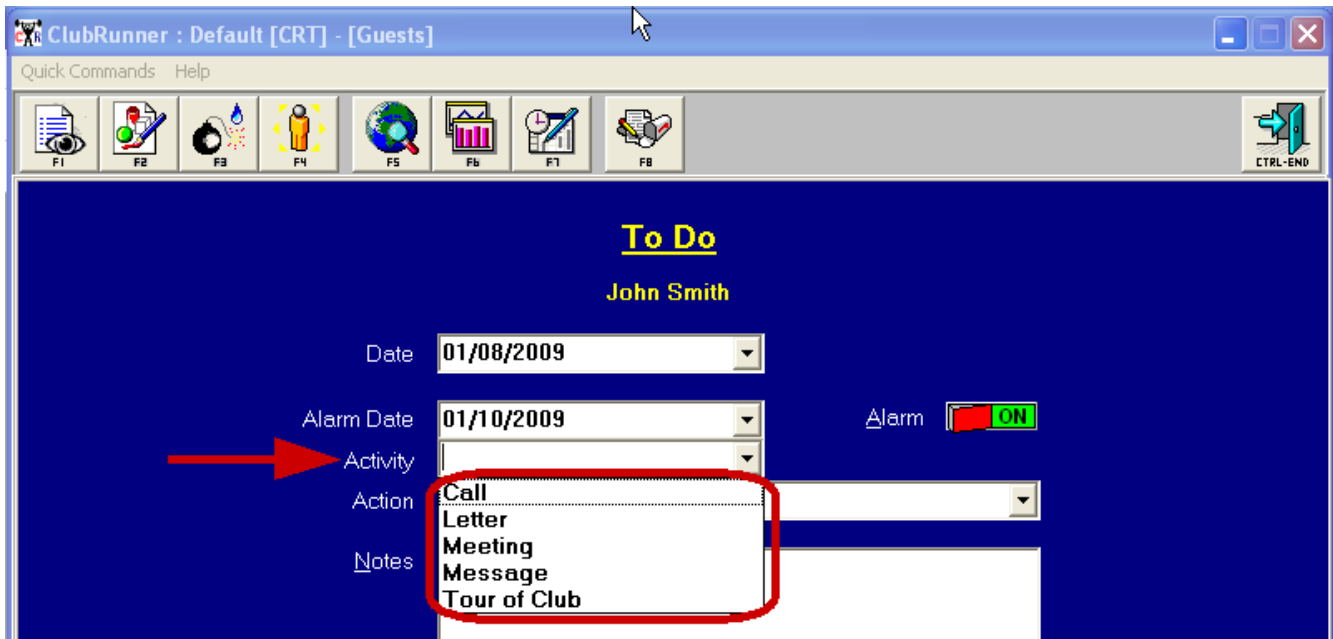 ClubRunner : Default [CRT] - [Guests]
Quick Commands Help
F1 F2 F3 F4 F5 F6 F7 F8 CTRL-END
To Do
John Smith
Date 01/08/2009
Alarm Date 01/10/2009 Alarm ON
Activity
Action Call
Letter
Notes Meeting
Message
Tour of Club